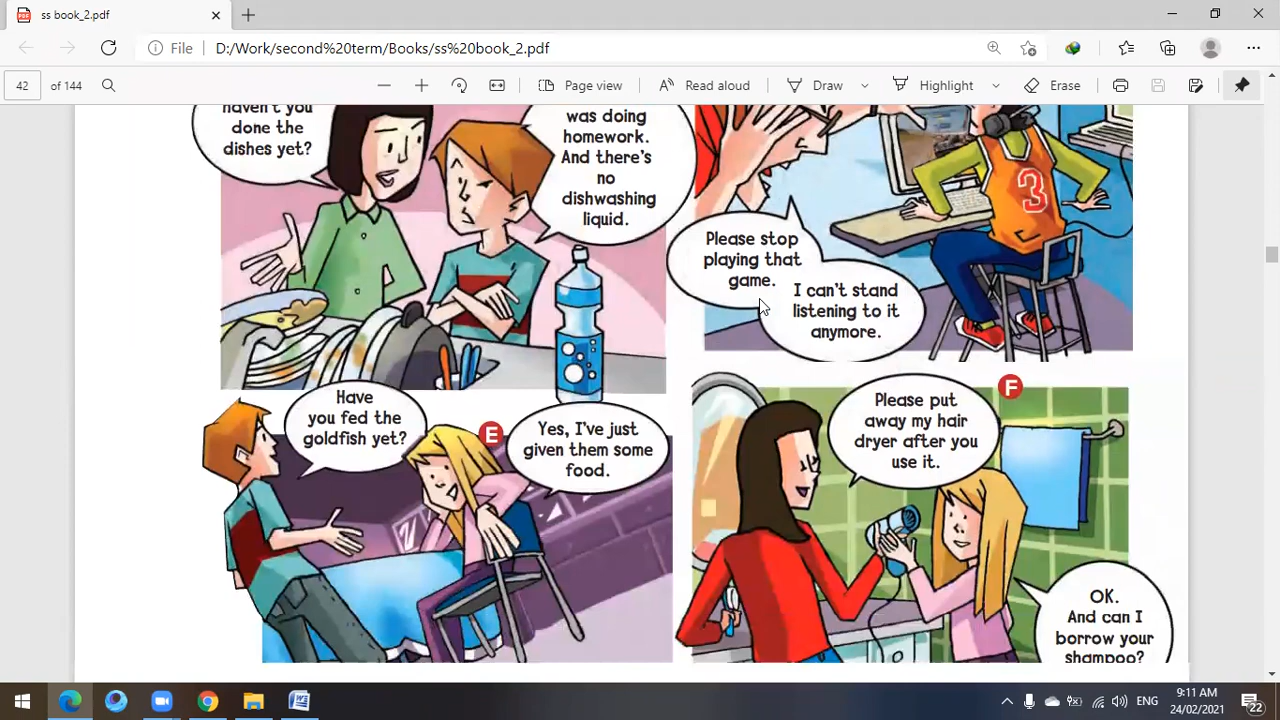 ss book_2.pdf
File
D:/Work/second%20term/Books/ss%20book_2.pdf
42
of 144
Page view
Read aloud
Draw
Highlight
Erase
haven't you
done the
dishes yet?
was doing
homework.
And there's
no
dishwashing
liquid.
3
Please stop
playing that
game.
I can't stand
listening to it
anymore.
Have
you fed the
goldfish yet?
E
Yes, I've just
given them some
food.
F
Please put
away my hair
dryer after you
use it.
OK.
And can I
borrow your
shampoo?
ENG
9:11 AM
24/02/2021
22